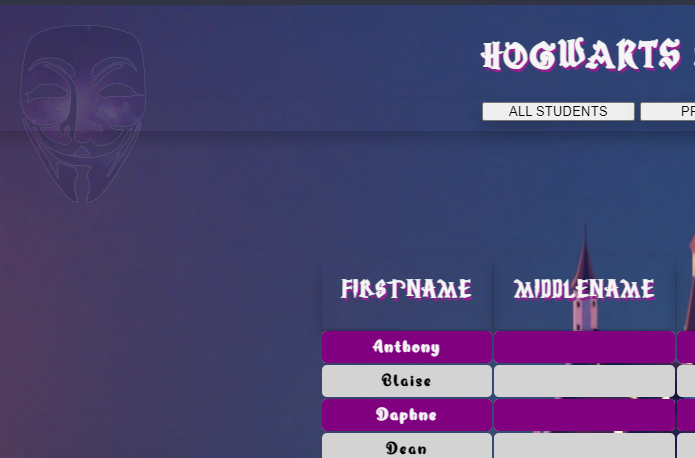 HOGWARTS
ALL STUDENTS
FIRSTNAME MIDDLENAME
Anthony
Blaise
Daphne
Dean